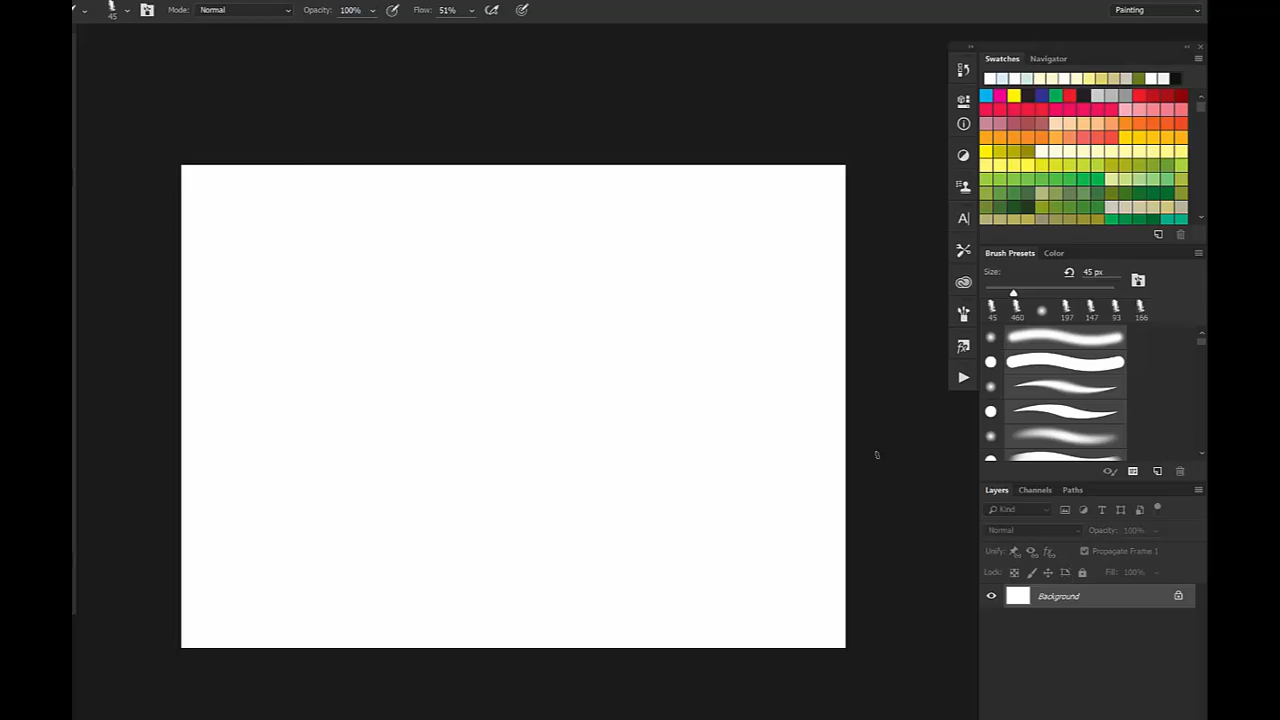 45 Mode: Normal Opacity: 100% Flow: 51% Painting
Swatches Navigator
Brush Presets Color
Size: 45 px
45 460 197 147 93 166
Layers Channels Paths
Kind
Normal Opacity: 100%
Unify: Propagate Frame 1
Lock: Fill: 100%
Background